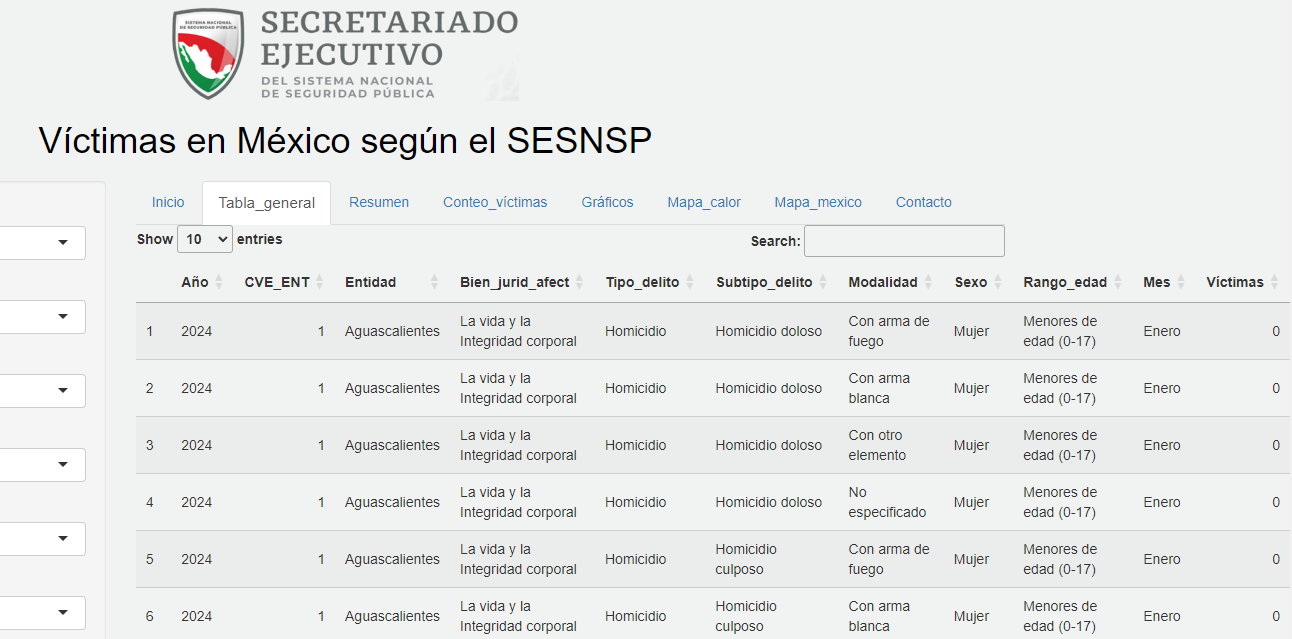 SISTEMA NACIONAL
DE SEGURIDAD PÚBLICA
SECRETARIADO
EJECUTIVO
DEL SISTEMA NACIONAL
DE SEGURIDAD PÚBLICA
Víctimas en México según el SESNSP
Inicio Tabla_general Resumen Conteo_víctimas Gráficos Mapa_calor Mapa_mexico Contacto
Show 10 entries Search:
Año CVE_ENT Entidad Bien_jurid_afect Tipo_delito Subtipo_delito Modalidad Sexo Rango_edad Mes Víctimas
1 2024 1 Aguascalientes La vida y la Integridad corporal Homicidio Homicidio doloso Con arma de fuego Mujer Menores de edad (0-17) Enero 0
2 2024 1 Aguascalientes La vida y la Integridad corporal Homicidio Homicidio doloso Con arma blanca Mujer Menores de edad (0-17) Enero 0
3 2024 1 Aguascalientes La vida y la Integridad corporal Homicidio Homicidio doloso Con otro elemento Mujer Menores de edad (0-17) Enero 0
4 2024 1 Aguascalientes La vida y la Integridad corporal Homicidio Homicidio doloso No especificado Mujer Menores de edad (0-17) Enero 0
5 2024 1 Aguascalientes La vida y la Integridad corporal Homicidio Homicidio culposo Con arma de fuego Mujer Menores de edad (0-17) Enero 0
6 2024 1 Aguascalientes La vida y la Integridad corporal Homicidio Homicidio culposo Con arma blanca Mujer Menores de edad (0-17) Enero 0